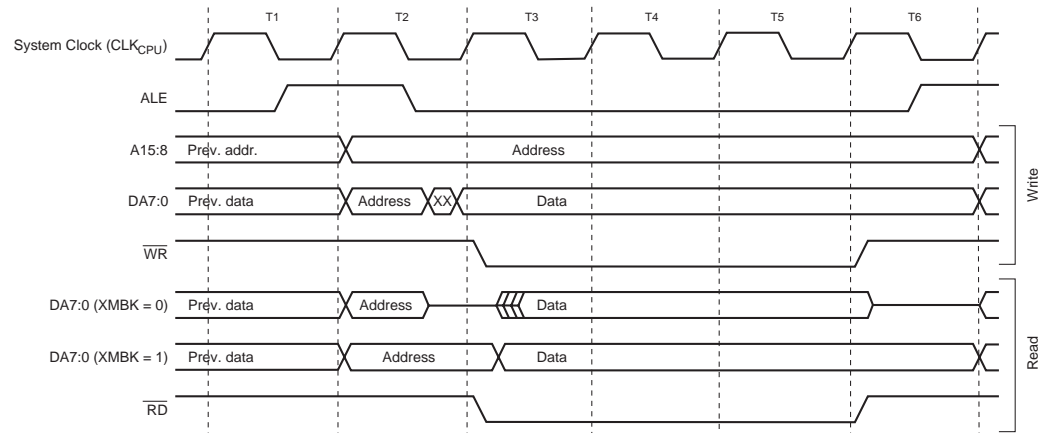 T1 T2 T3 T4 T5 T6
System Clock (CLKCPU)
ALE
A15:8 Prev. addr. Address
DA7:0 Prev. data Address XX Data
WR
Write
DA7:0 (XMBK = 0) Prev. data Address Data
DA7:0 (XMBK = 1) Prev. data Address Data
RD
Read